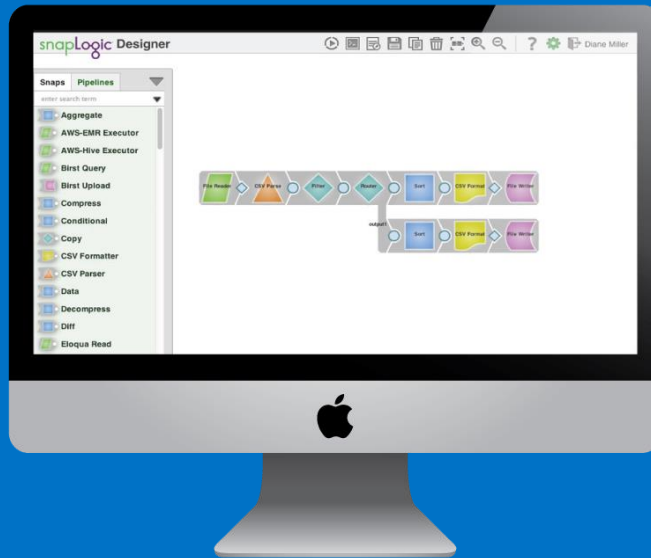 snapLogic Designer
? Diane Miller
Snaps Pipelines
enter search term
Aggregate
AWS-EMR Executor
AWS-Hive Executor
Birst Query
Birst Upload
Compress
Conditional
Copy
CSV Formatter
CSV Parser
Data
Decompress
Diff
Eloqua Read
File Reader CSV Parse Filter Router Sort CSV Format File Writer
output1
Sort CSV Format File Writer